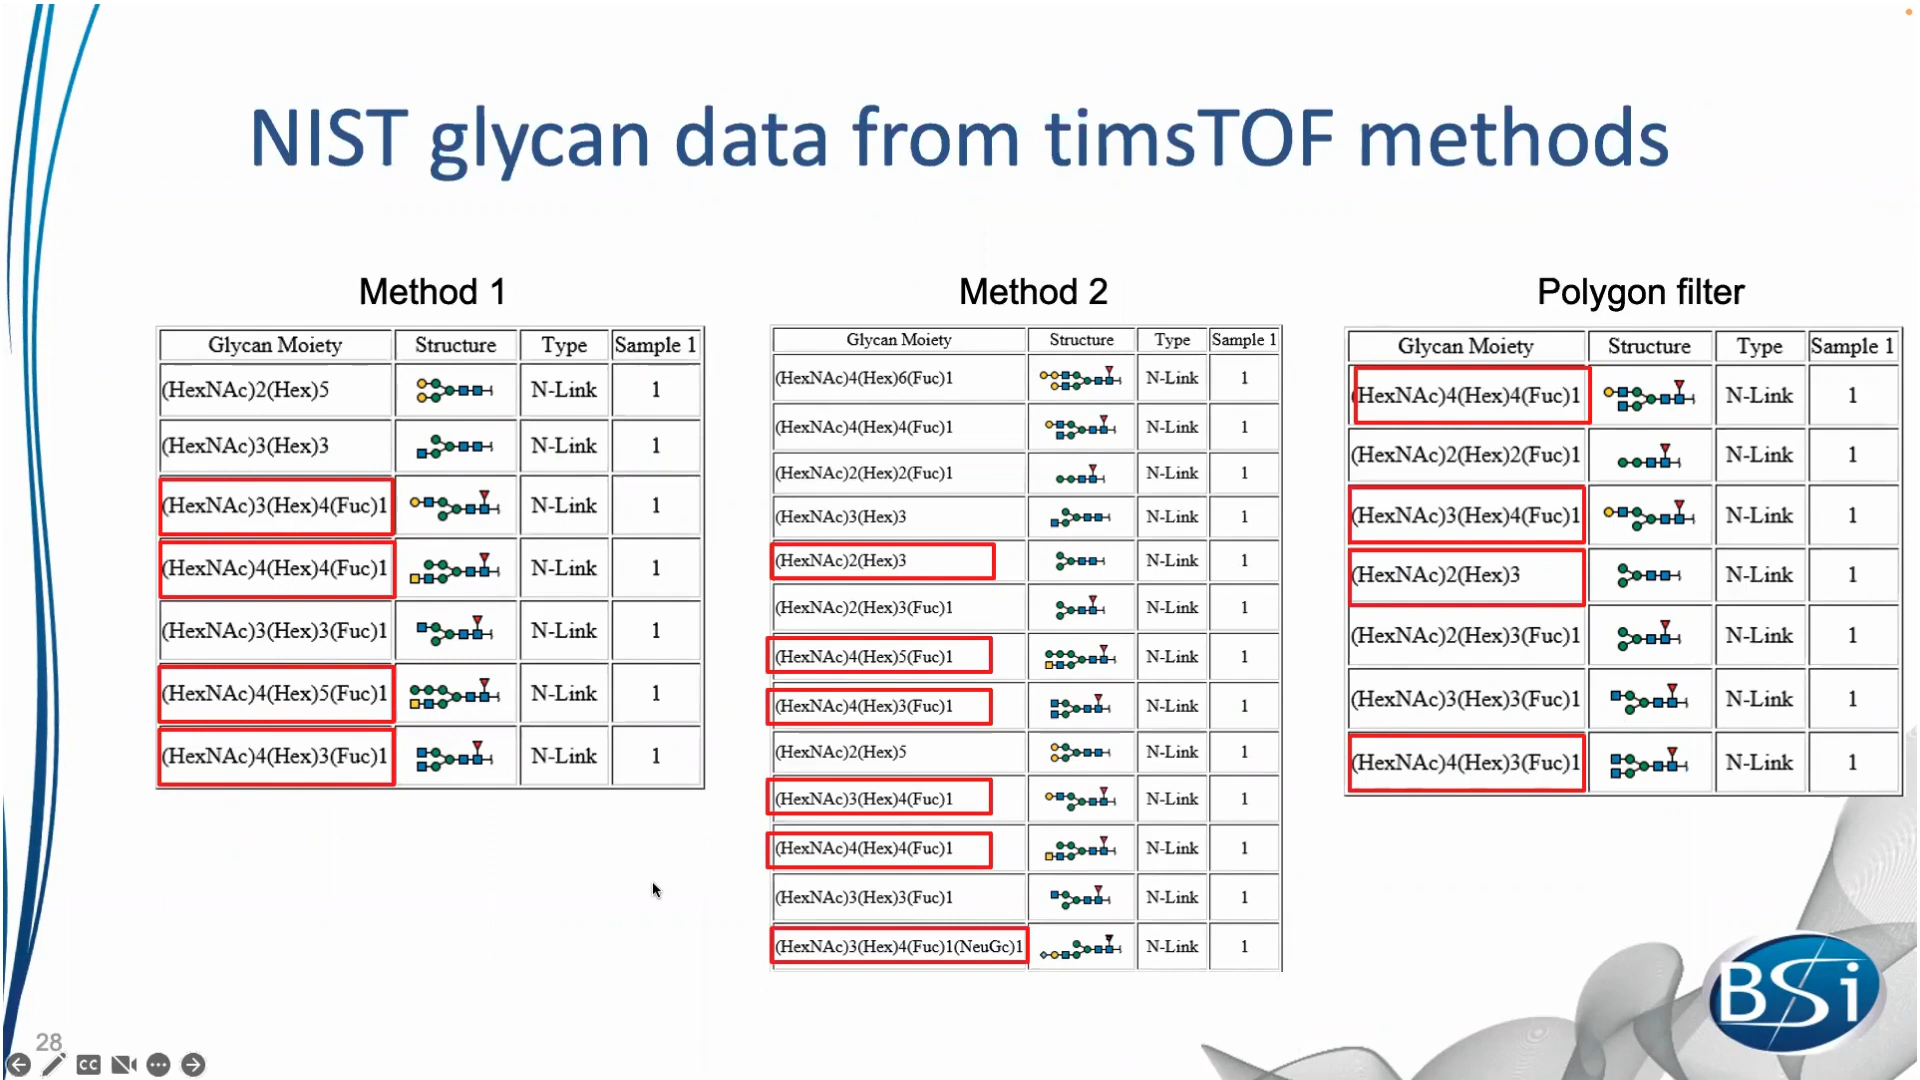 NIST glycan data from timsTOF methods
Method 1
Glycan Moiety Structure Type Sample 1
(HexNAc)2(Hex)5 N-Link 1
(HexNAc)3(Hex)3 N-Link 1
(HexNAc)3(Hex)4(Fuc)1 N-Link 1
(HexNAc)4(Hex)4(Fuc)1 N-Link 1
(HexNAc)3(Hex)3(Fuc)1 N-Link 1
(HexNAc)4(Hex)5(Fuc)1 N-Link 1
(HexNAc)4(Hex)3(Fuc)1 N-Link 1
Method 2
Glycan Moiety Structure Type Sample 1
(HexNAc)4(Hex)6(Fuc)1 N-Link 1
(HexNAc)4(Hex)4(Fuc)1 N-Link 1
(HexNAc)2(Hex)2(Fuc)1 N-Link 1
(HexNAc)3(Hex)3 N-Link 1
(HexNAc)2(Hex)3 N-Link 1
(HexNAc)2(Hex)3(Fuc)1 N-Link 1
(HexNAc)4(Hex)5(Fuc)1 N-Link 1
(HexNAc)4(Hex)3(Fuc)1 N-Link 1
(HexNAc)2(Hex)5 N-Link 1
(HexNAc)3(Hex)4(Fuc)1 N-Link 1
(HexNAc)4(Hex)4(Fuc)1 N-Link 1
(HexNAc)3(Hex)3(Fuc)1 N-Link 1
(HexNAc)3(Hex)4(Fuc)1(NeuGc)1 N-Link 1
Polygon filter
Glycan Moiety Structure Type Sample 1
(HexNAc)4(Hex)4(Fuc)1 N-Link 1
(HexNAc)2(Hex)2(Fuc)1 N-Link 1
(HexNAc)3(Hex)4(Fuc)1 N-Link 1
(HexNAc)2(Hex)3 N-Link 1
(HexNAc)2(Hex)3(Fuc)1 N-Link 1
(HexNAc)3(Hex)3(Fuc)1 N-Link 1
(HexNAc)4(Hex)3(Fuc)1 N-Link 1
BSi
28
CC